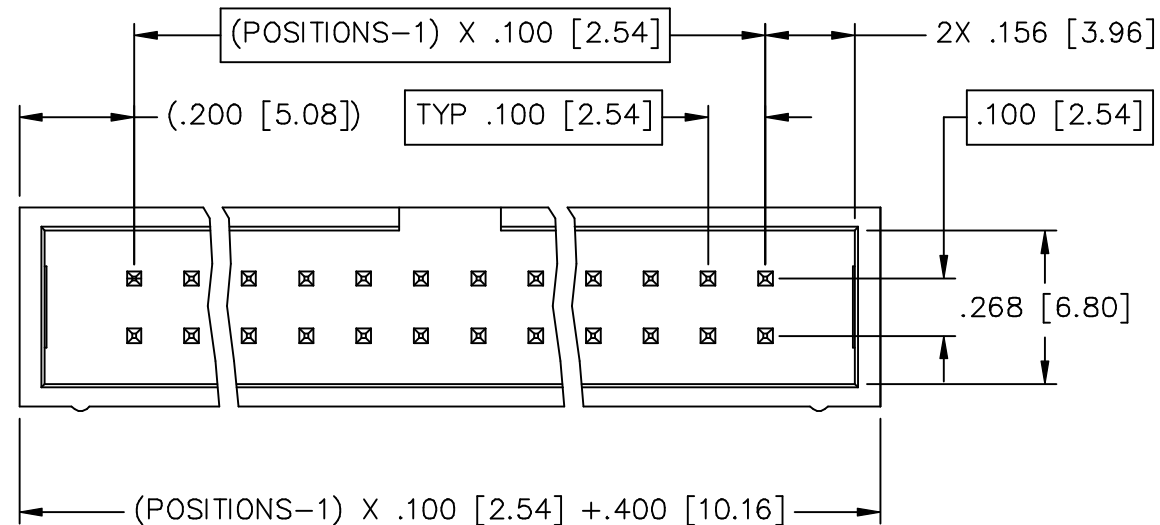 (POSITIONS-1) X .100 [2.54]
2X .156 [3.96]
(.200 [5.08])
TYP .100 [2.54]
.100 [2.54]
.268 [6.80]
(POSITIONS-1) X .100 [2.54] +.400 [10.16]